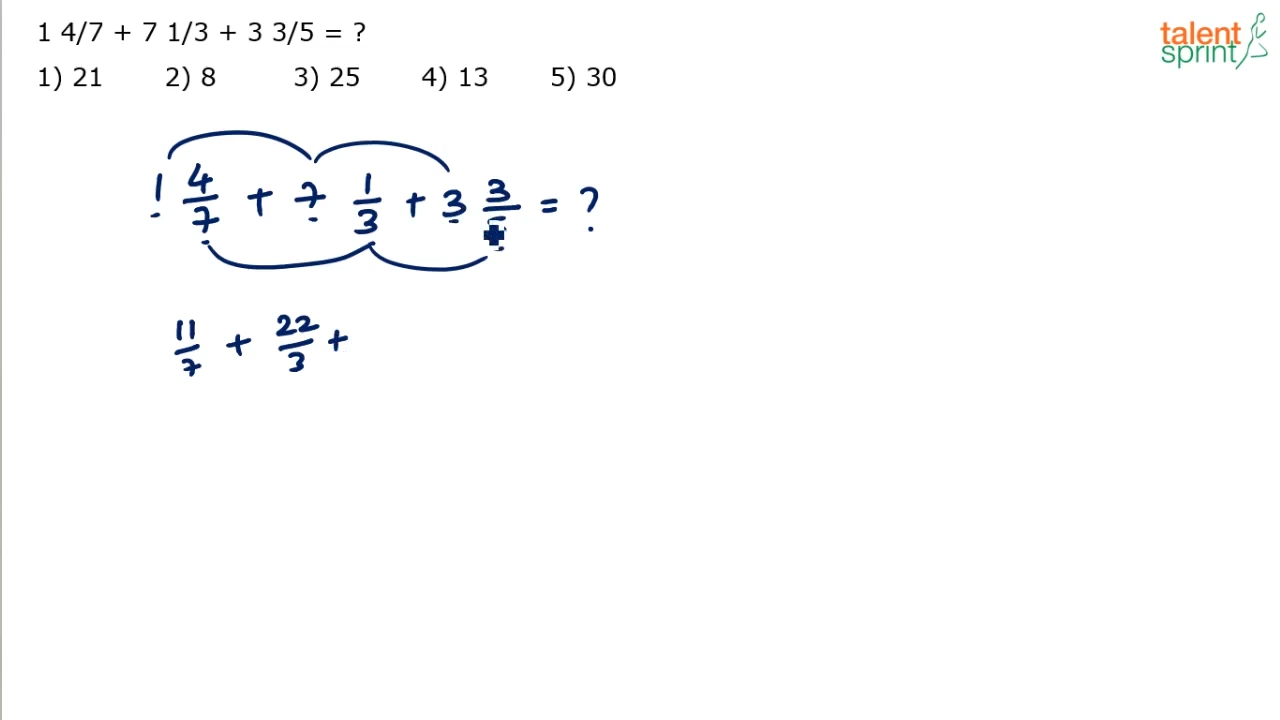 1 4/7 + 7 1/3 + 3 3/5 = ?
talent
sprint
1) 21 2) 8 3) 25 4) 13 5) 30
1 4/7 + 7 1/3 + 3 3/5 = ?
11/7 + 22/3 +